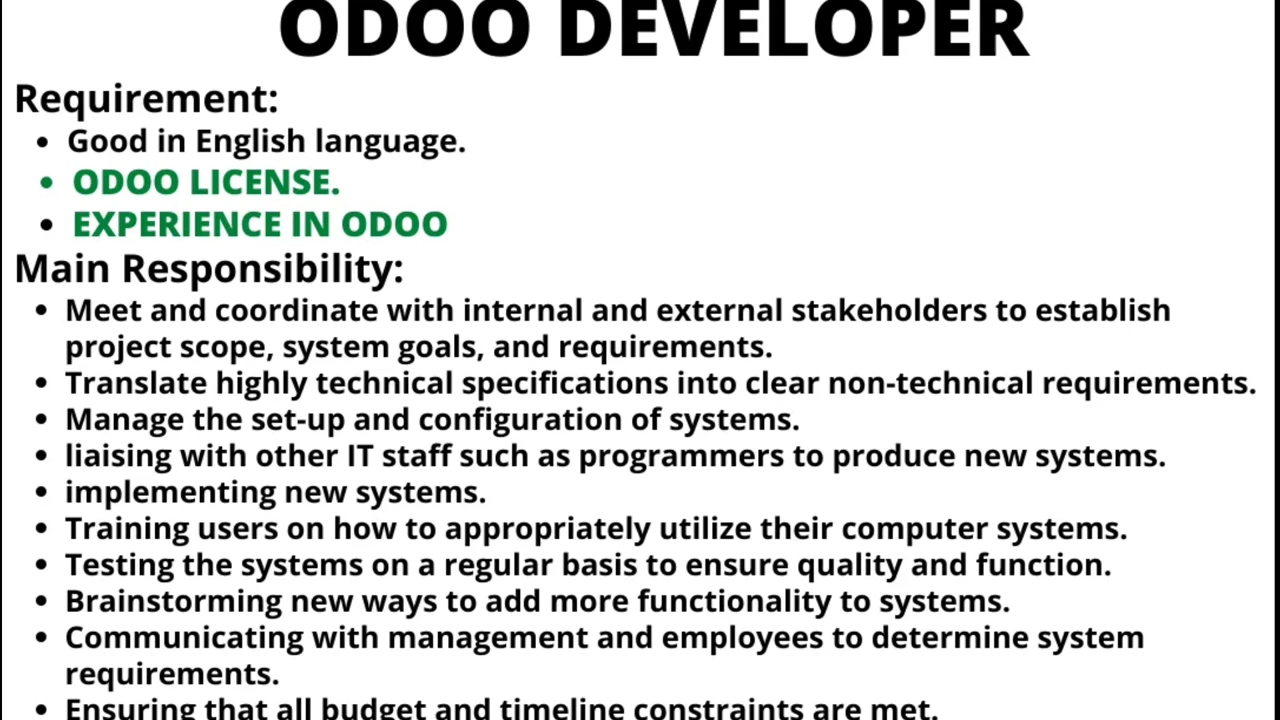 ODOO DEVELOPER
Requirement:
• Good in English language.
• ODOO LICENSE.
• EXPERIENCE IN ODOO
Main Responsibility:
• Meet and coordinate with internal and external stakeholders to establish
project scope, system goals, and requirements.
• Translate highly technical specifications into clear non-technical requirements.
• Manage the set-up and configuration of systems.
• liaising with other IT staff such as programmers to produce new systems.
• implementing new systems.
• Training users on how to appropriately utilize their computer systems.
• Testing the systems on a regular basis to ensure quality and function.
• Brainstorming new ways to add more functionality to systems.
• Communicating with management and employees to determine system
requirements.
• Ensuring that all budget and timeline constraints are met.